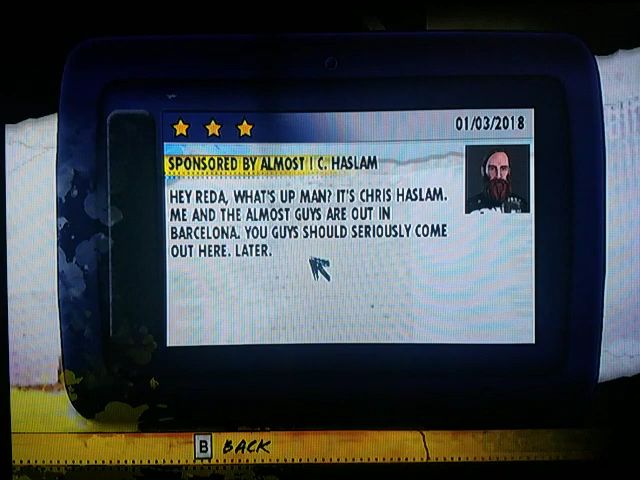 01/03/2018
SPONSORED BY ALMOST | C. HASLAM
HEY REDA, WHAT'S UP MAN? IT'S CHRIS HASLAM.
ME AND THE ALMOST GUYS ARE OUT IN
BARCELONA. YOU GUYS SHOULD SERIOUSLY COME
OUT HERE. LATER.
B BACK